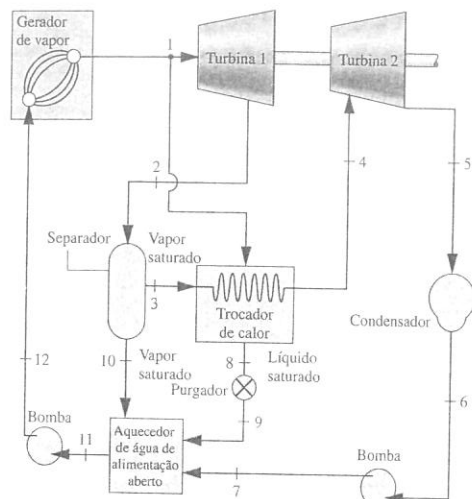 Gerador
de vapor
1
Turbina 1
Turbina 2
2
4
5
Separador
Vapor
saturado
3
Trocador
de calor
Condensador
12
10
Vapor
saturado
8
Líquido
saturado
Purgador
9
6
Bomba
11
Aquecedor
de água de
alimentação
aberto
7
Bomba